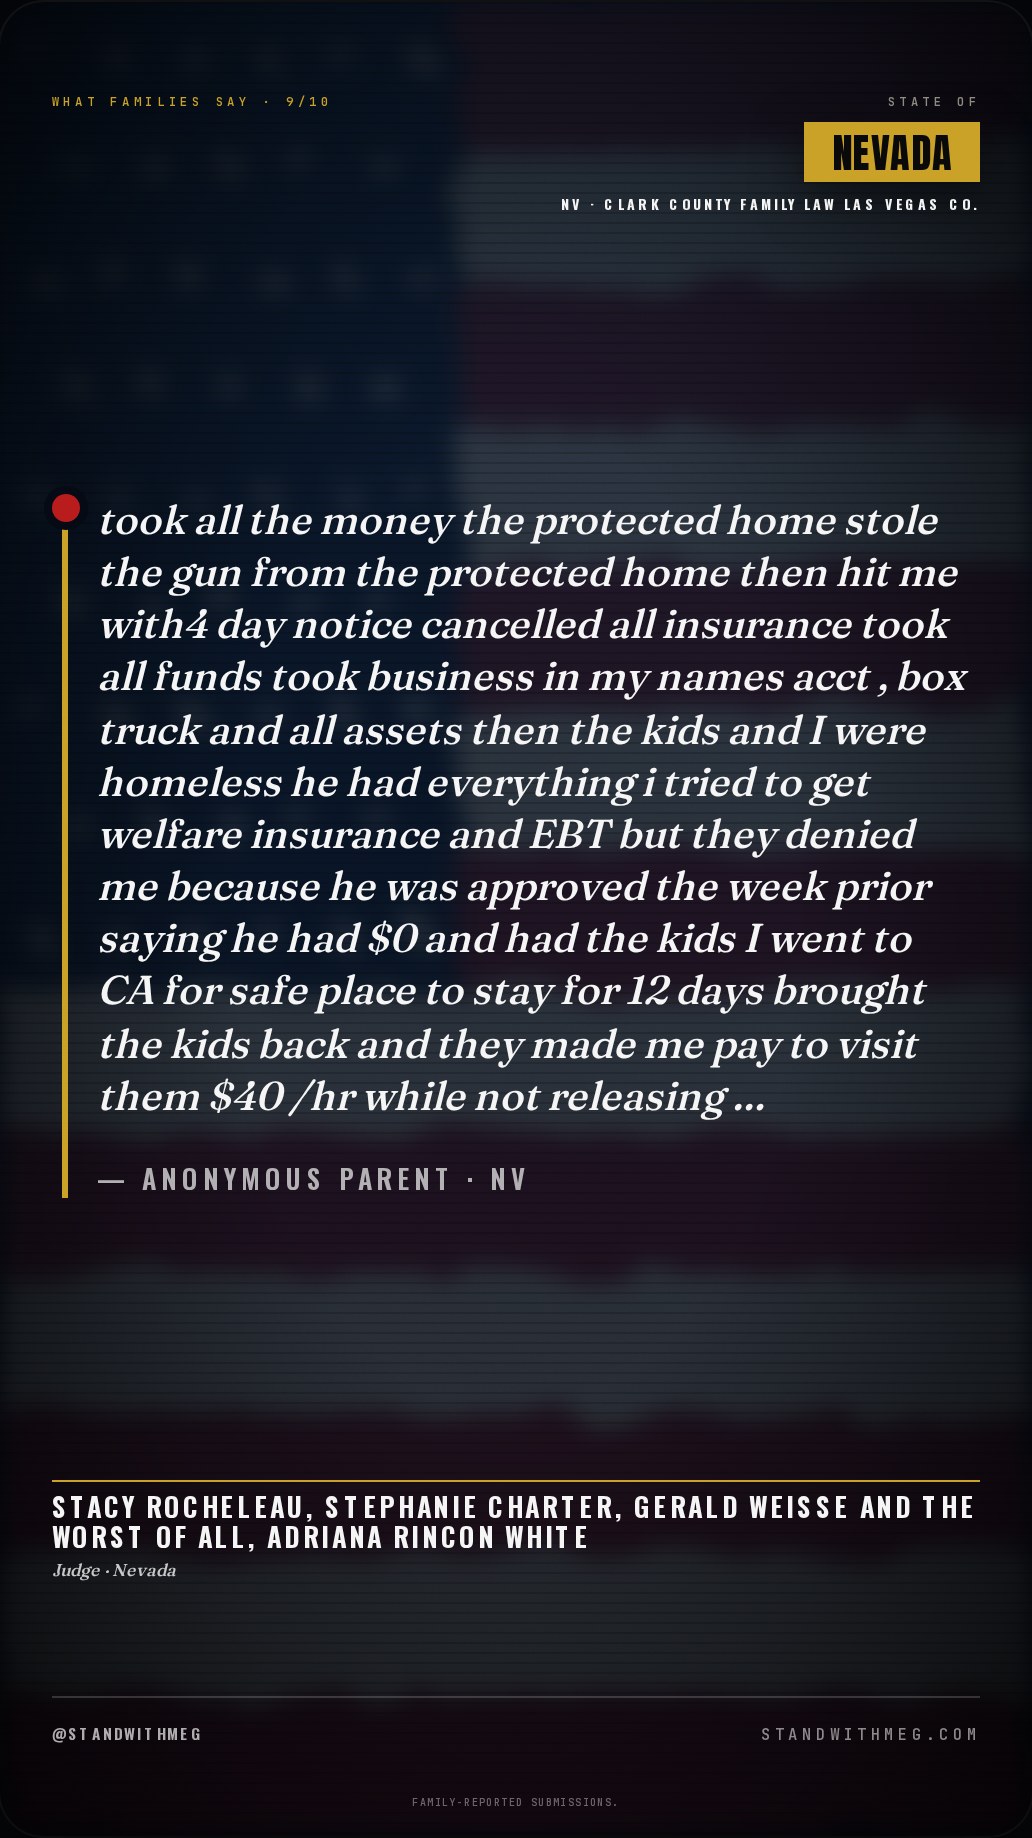 WHAT FAMILIES SAY · 9/10
STATE OF
NEVADA
NV · CLARK COUNTY FAMILY LAW LAS VEGAS CO.
took all the money the protected home stole
the gun from the protected home then hit me
with4 day notice cancelled all insurance took
all funds took business in my names acct , box
truck and all assets then the kids and I were
homeless he had everything i tried to get
welfare insurance and EBT but they denied
me because he was approved the week prior
saying he had $0 and had the kids I went to
CA for safe place to stay for 12 days brought
the kids back and they made me pay to visit
them $40 /hr while not releasing ...
— ANONYMOUS PARENT · NV
STACY ROCHELEAU, STEPHANIE CHARTER, GERALD WEISSE AND THE
WORST OF ALL, ADRIANA RINCON WHITE
Judge · Nevada
@STANDWITHMEG
STANDWITHMEG.COM
FAMILY-REPORTED SUBMISSIONS.